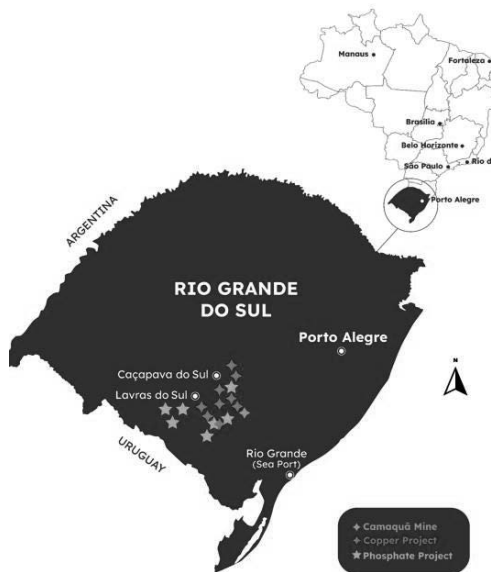 Manaus
Fortaleza
Brasília
Belo Horizonte
São Paulo
Rio d
Porto Alegre
ARGENTINA
RIO GRANDE
DO SUL
Porto Alegre
Caçapava do Sul
Lavras do Sul
N
URUGUAY
Rio Grande
(Sea Port)
Camaquã Mine
Copper Project
Phosphate Project